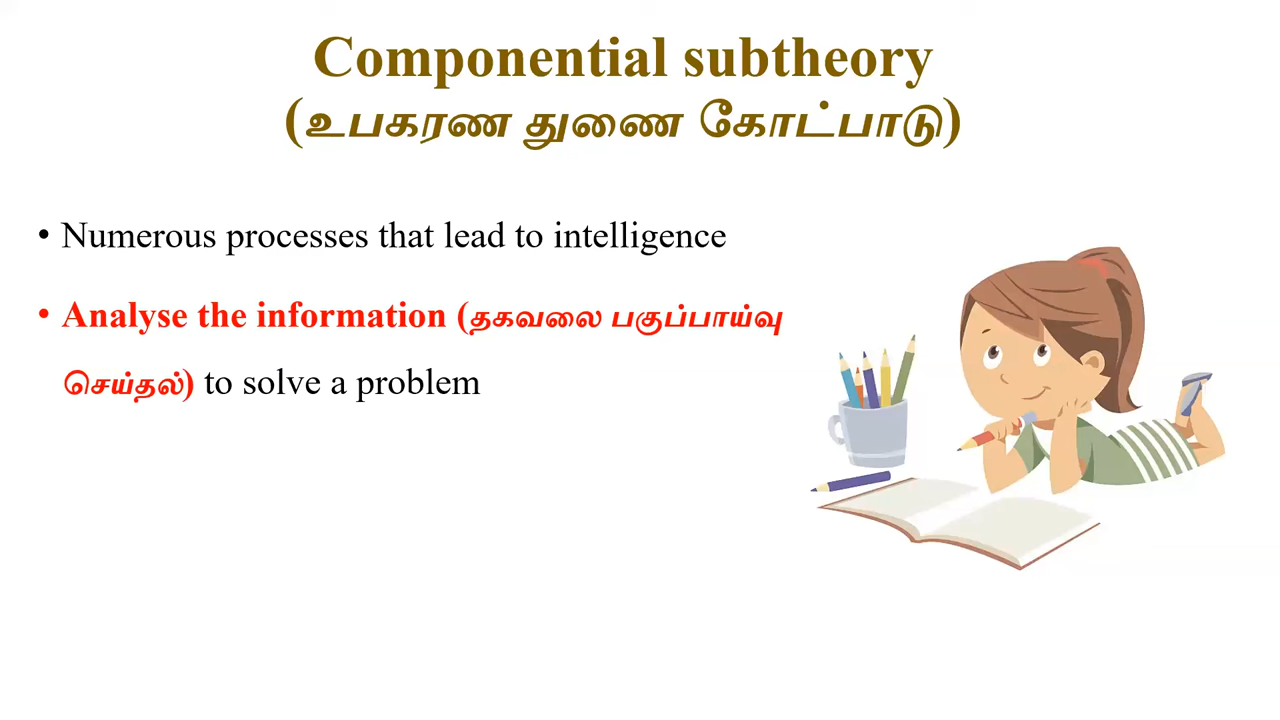 Componential subtheory
(உபகரண துணை கோட்பாடு)
• Numerous processes that lead to intelligence
• Analyse the information (தகவலை பகுப்பாய்வு
செய்தல்) to solve a problem